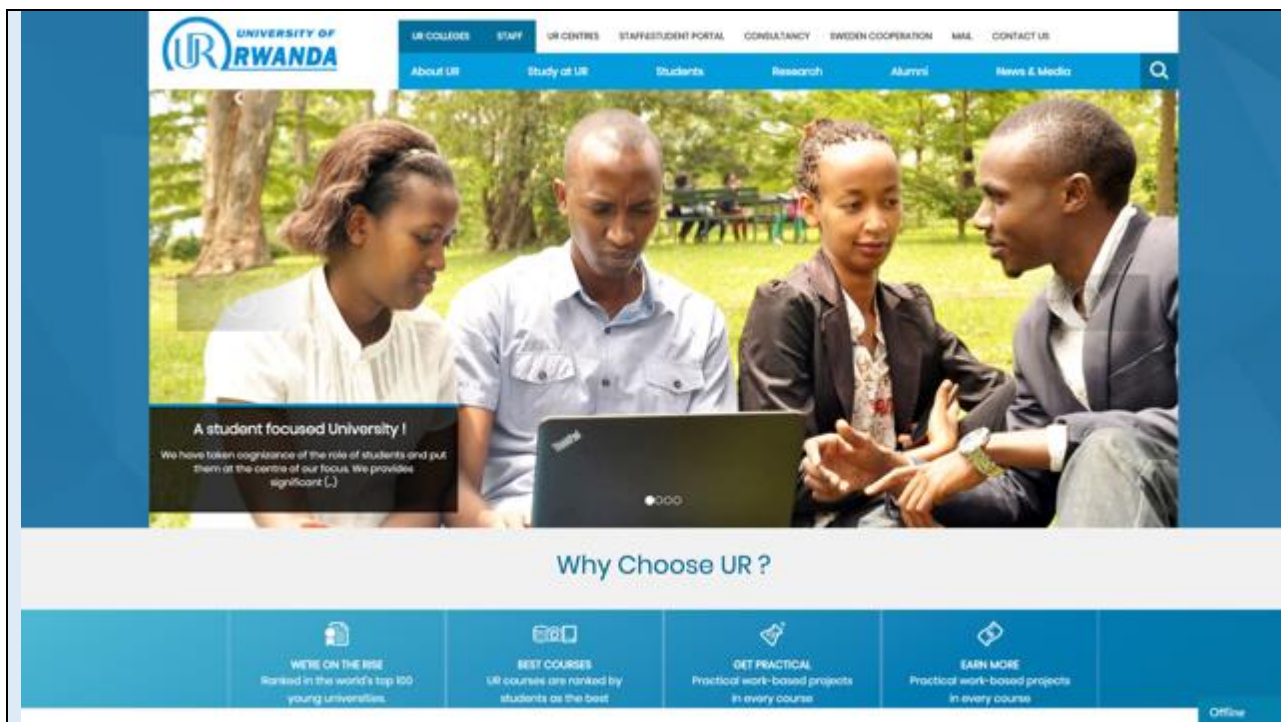 UNIVERSITY OF
RWANDA
UR
UR COLLEGES STAFF UR CENTRES STAFF&STUDENT PORTAL CONSULTANCY SWEDEN COOPERATION MAIL CONTACT US
About UR Study at UR Students Research Alumni News & Media
A student focused University !
We have taken cognizance of the role of students and put
them at the centre of our focus. We provides
significant (...)
ThinkPad
Why Choose UR ?
WE'RE ON THE RISE
Ranked in the world's top 100
young universities.
BEST COURSES
UR courses are ranked by
students as the best
GET PRACTICAL
Practical work-based projects
in every course
EARN MORE
Practical work-based projects
in every course
Offline